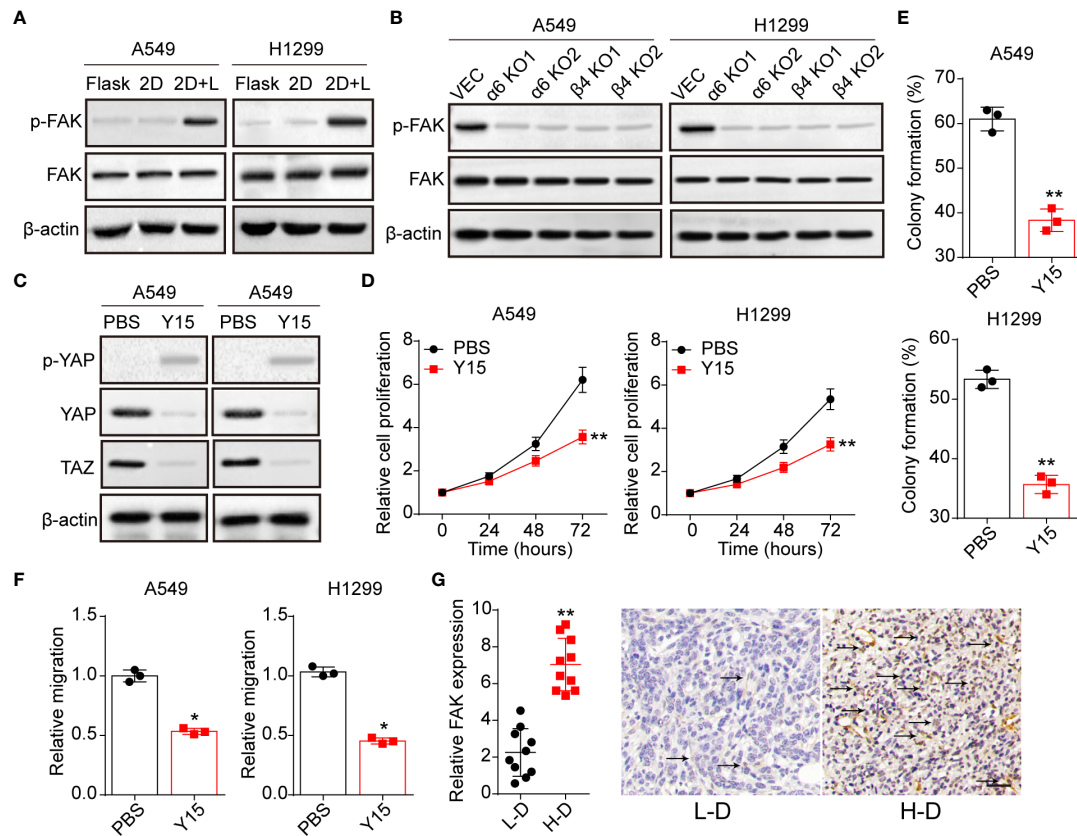 A
A549 H1299
Flask 2D 2D+L Flask 2D 2D+L
p-FAK
FAK
β-actin
B
A549 H1299
VEC α6 KO1 α6 KO2 β4 KO1 β4 KO2 VEC α6 KO1 α6 KO2 β4 KO1 β4 KO2
p-FAK
FAK
β-actin
E
A549
Colony formation (%)
70
60
50
40
30
**
PBS Y15
H1299
Colony formation (%)
60
50
40
30
**
PBS Y15
C
A549 A549
PBS Y15 PBS Y15
p-YAP
YAP
TAZ
β-actin
D
A549
Relative cell proliferation
8
6
4
2
0
PBS
Y15
**
0 24 48 72
Time (hours)
H1299
Relative cell proliferation
8
6
4
2
0
PBS
Y15
**
0 24 48 72
Time (hours)
F
A549
Relative migration
1.5
1.0
0.5
0.0
*
PBS Y15
H1299
Relative migration
1.5
1.0
0.5
0.0
*
PBS Y15
G
Relative FAK expression
10
8
6
4
2
0
**
L-D H-D
L-D H-D